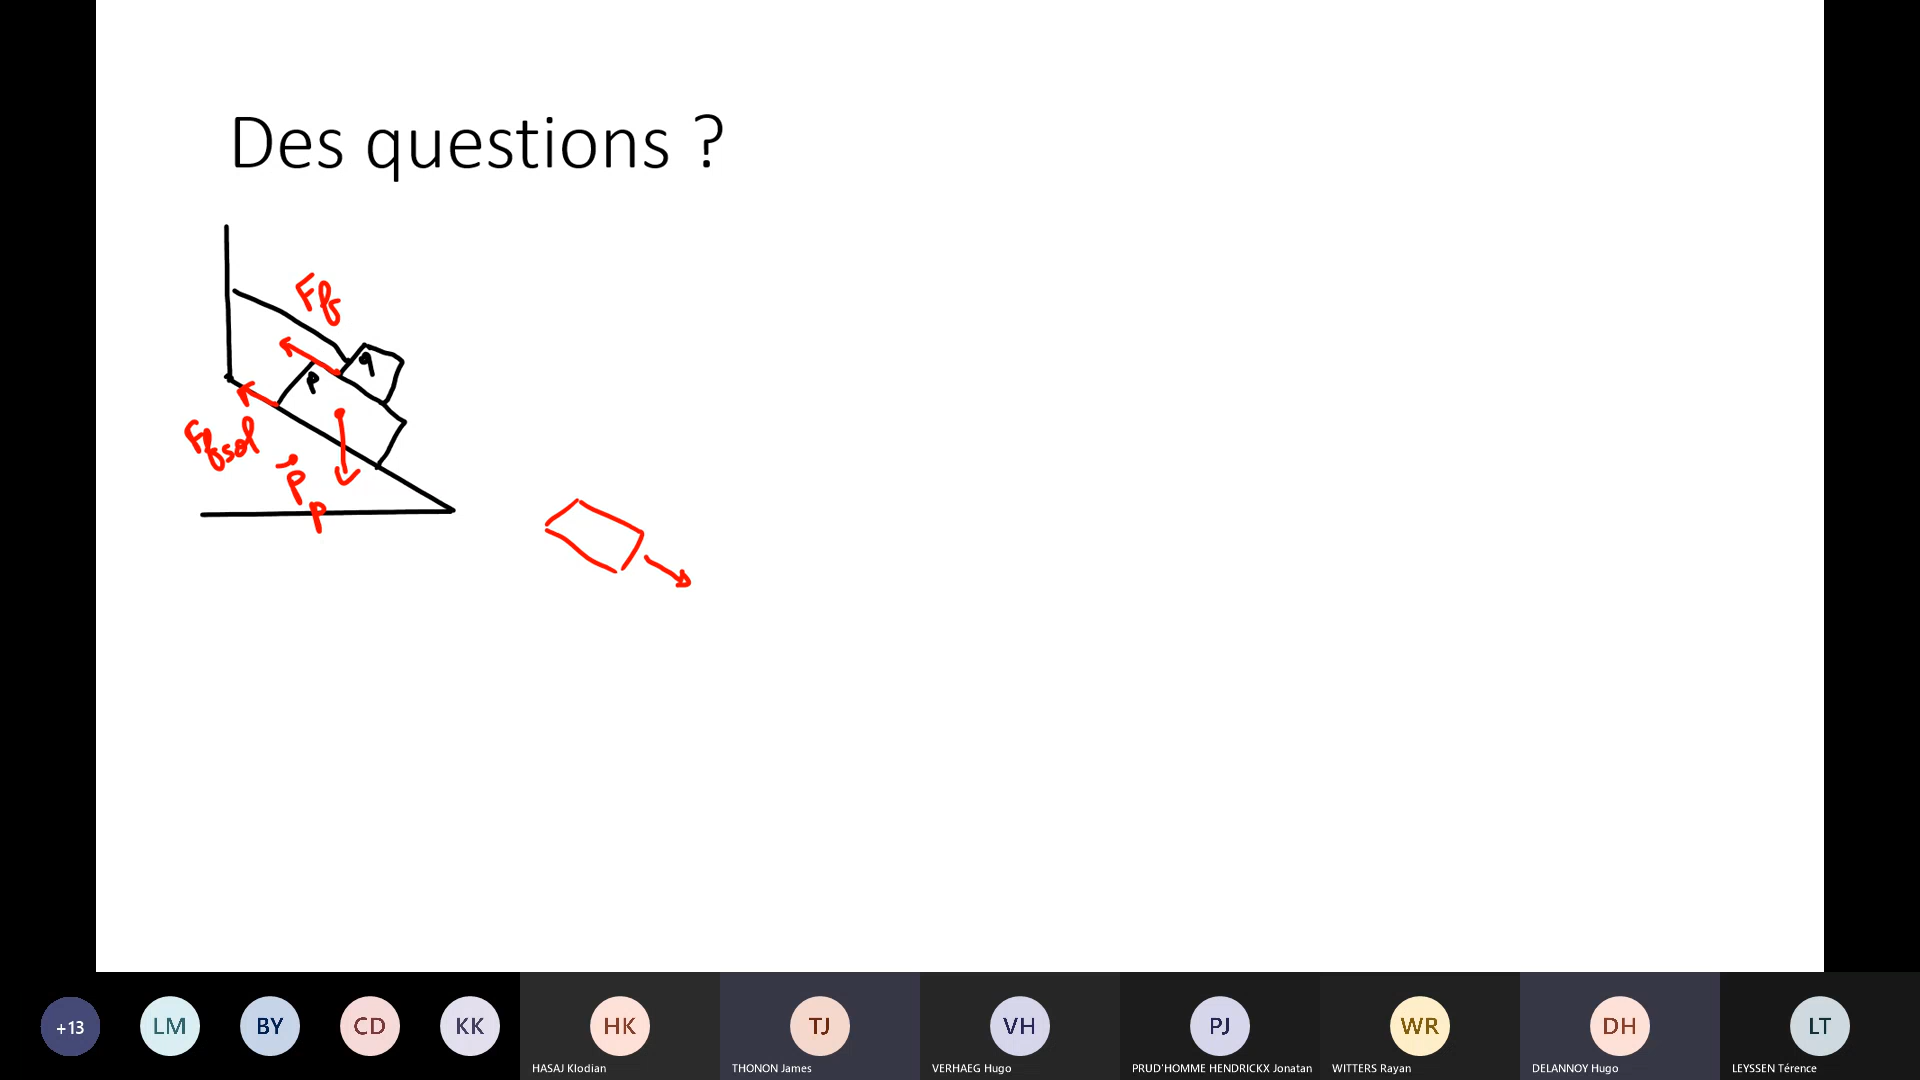 Des questions ?
Ff
q
p
Ffsol
P
p
+13
LM
BY
CD
KK
HK
TJ
VH
PJ
WR
DH
LT
HASAJ Klodian
THONON James
VERHAEG Hugo
PRUD'HOMME HENDRICKX Jonatan
WITTERS Rayan
DELANNOY Hugo
LEYSSEN Térence